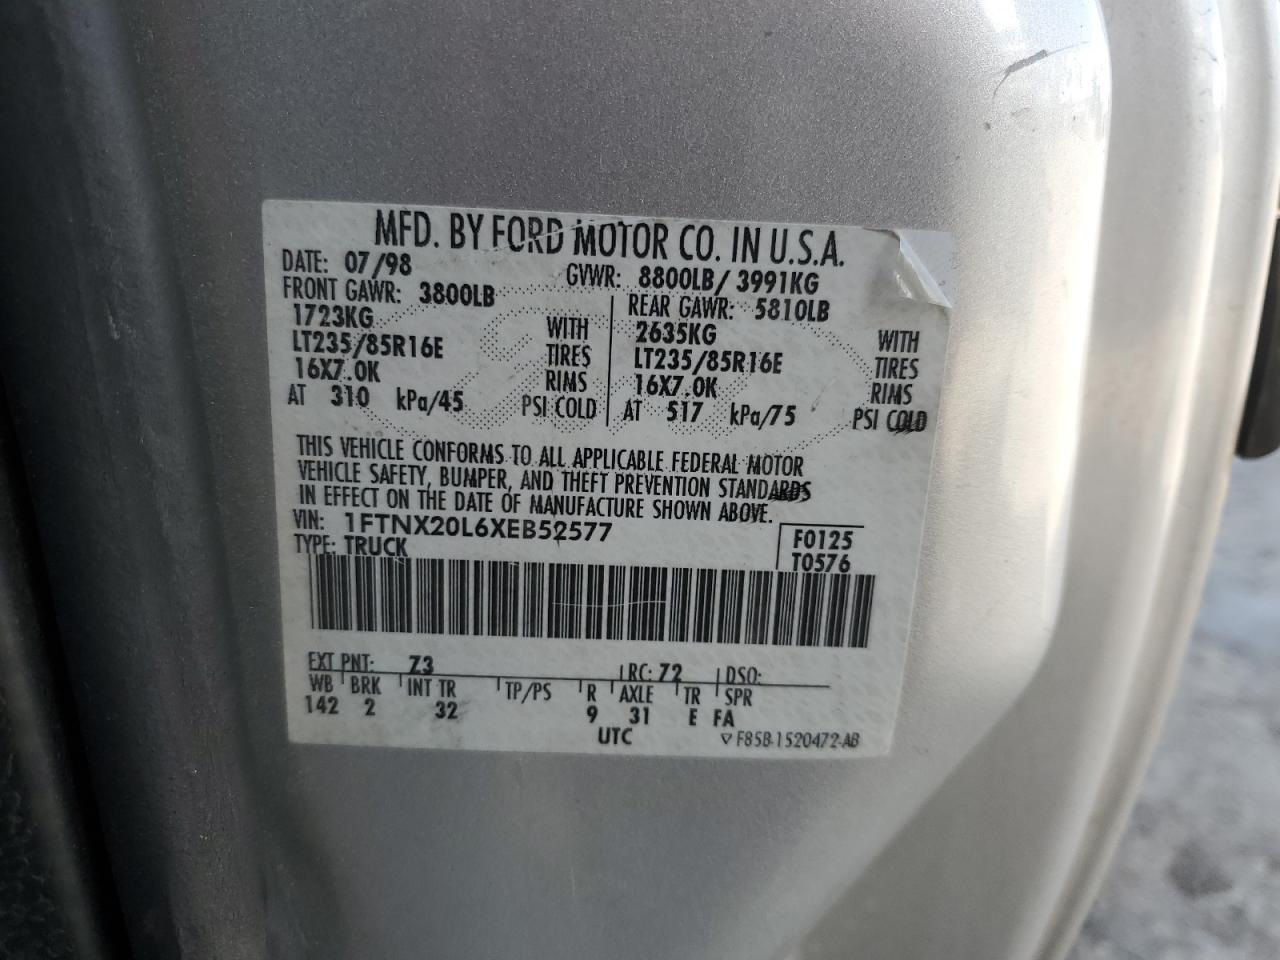 MFD. BY FORD MOTOR CO. IN U.S.A.
DATE: 07/98 GVWR: 8800LB/ 3991KG
FRONT GAWR: 3800LB REAR GAWR: 5810LB
1723KG WITH 2635KG WITH
LT235/85R16E TIRES LT235/85R16E TIRES
16X7.0K RIMS 16X7.0K RIMS
AT 310 kPa/45 PSI COLD AT 517 kPa/75 PSI COLD
THIS VEHICLE CONFORMS TO ALL APPLICABLE FEDERAL MOTOR
VEHICLE SAFETY, BUMPER, AND THEFT PREVENTION STANDARDS
IN EFFECT ON THE DATE OF MANUFACTURE SHOWN ABOVE.
VIN: 1FTNX20L6XEB52577 F0125
TYPE: TRUCK T0576
EXT PNT: Z3 RC: 72 DSO:
WB BRK INT TR TP/PS R AXLE TR SPR
142 2 32 9 31 E FA
UTC ▽ F85B-1520472-AB